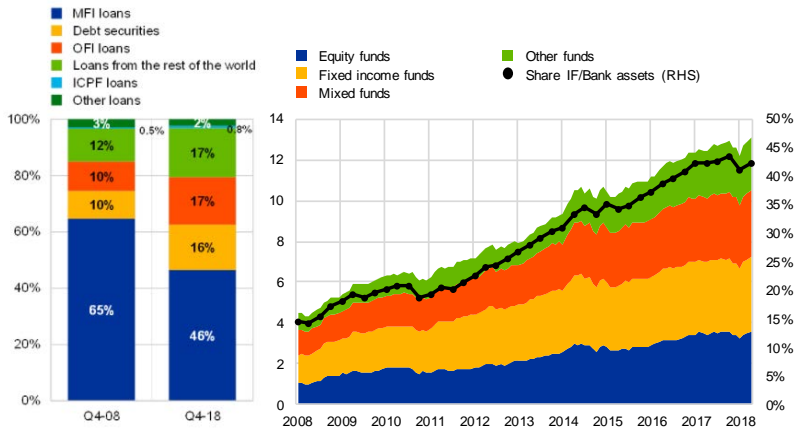 MFI loans
Debt securities
OFI loans
Loans from the rest of the world
ICPF loans
Other loans
100%
80%
60%
40%
20%
0%
3%
0.5%
12%
10%
10%
65%
2%
0.8%
17%
17%
16%
46%
Q4-08
Q4-18
Equity funds
Fixed income funds
Mixed funds
Other funds
Share IF/Bank assets (RHS)
14
12
10
8
6
4
2
0
50%
45%
40%
35%
30%
25%
20%
15%
10%
5%
0%
2008 2009 2010 2011 2012 2013 2014 2015 2016 2017 2018